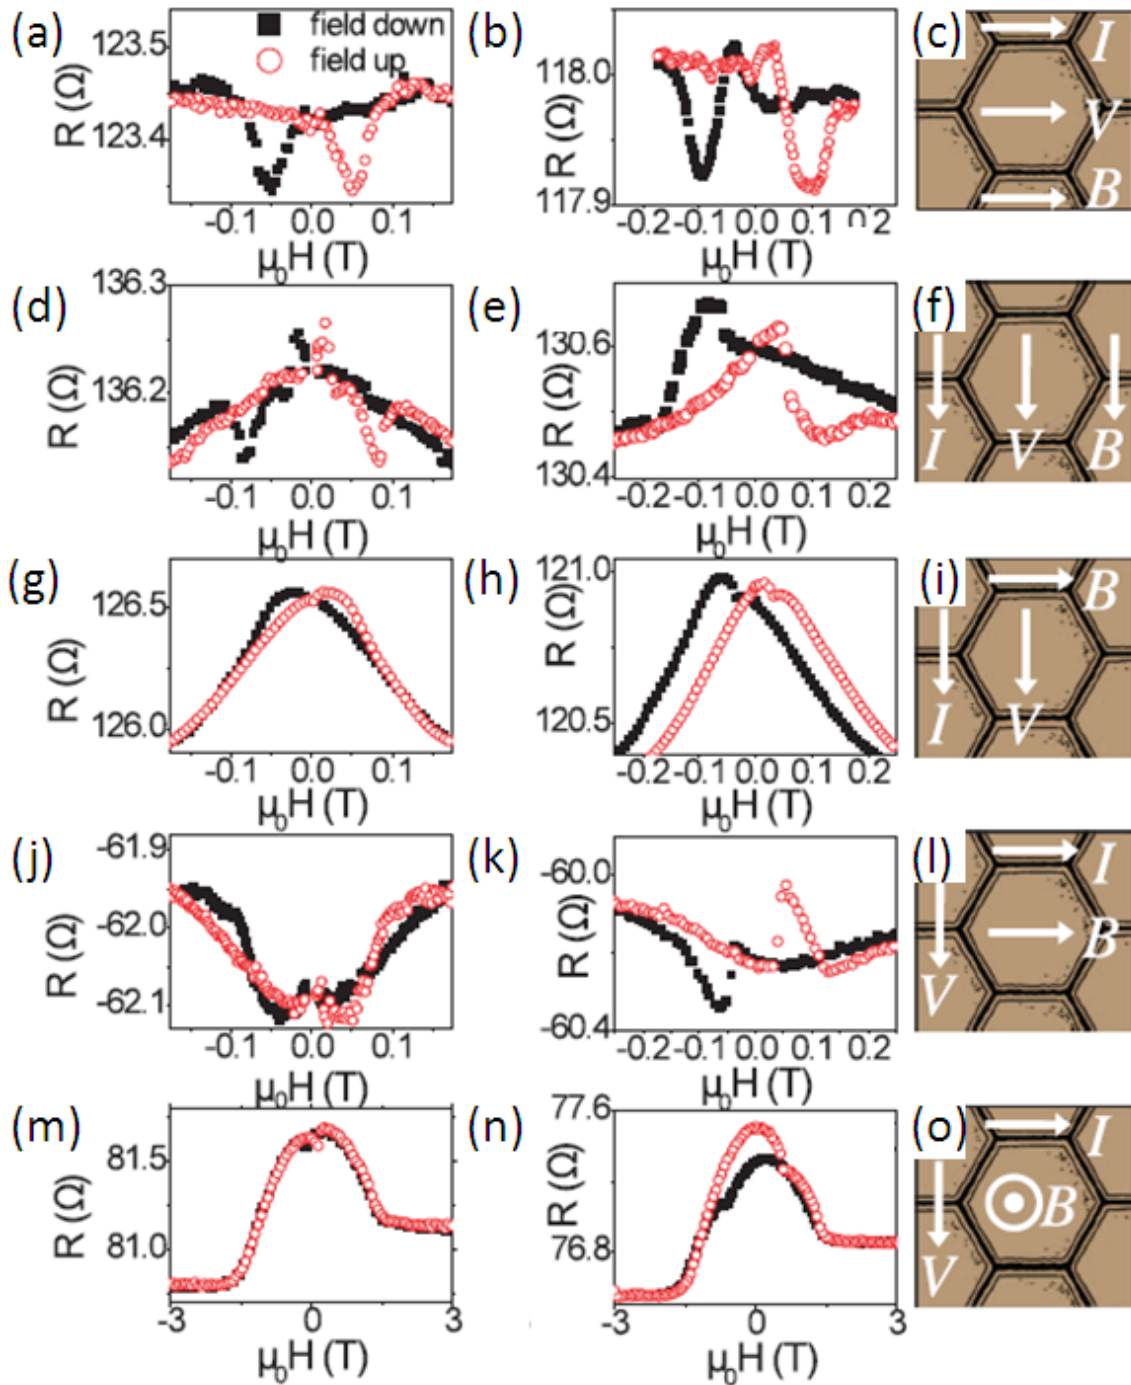 (a)
123.5
123.4
R (Ω)
field down
field up
-0.1 0.0 0.1
μ₀H (T)
(b)
118.0
117.9
R (Ω)
-0.2 -0.1 0.0 0.1 0.2
μ₀H (T)
(c)
I
V
B
(d)
136.3
136.2
R (Ω)
-0.1 0.0 0.1
μ₀H (T)
(e)
130.6
130.4
R (Ω)
-0.2 -0.1 0.0 0.1 0.2
μ₀H (T)
(f)
I V B
(g)
126.5
126.0
R (Ω)
-0.1 0.0 0.1
μ₀H (T)
(h)
121.0
120.5
R (Ω)
-0.2 -0.1 0.0 0.1 0.2
μ₀H (T)
(i)
B
I V
(j)
-61.9
-62.0
-62.1
R (Ω)
-0.1 0.0 0.1
μ₀H (T)
(k)
-60.0
-60.4
R (Ω)
-0.2 -0.1 0.0 0.1 0.2
μ₀H (T)
(l)
I
B
V
(m)
81.5
81.0
R (Ω)
-3 0 3
μ₀H (T)
(n)
77.6
76.8
R (Ω)
-3 0 3
μ₀H (T)
(o)
I
B
V